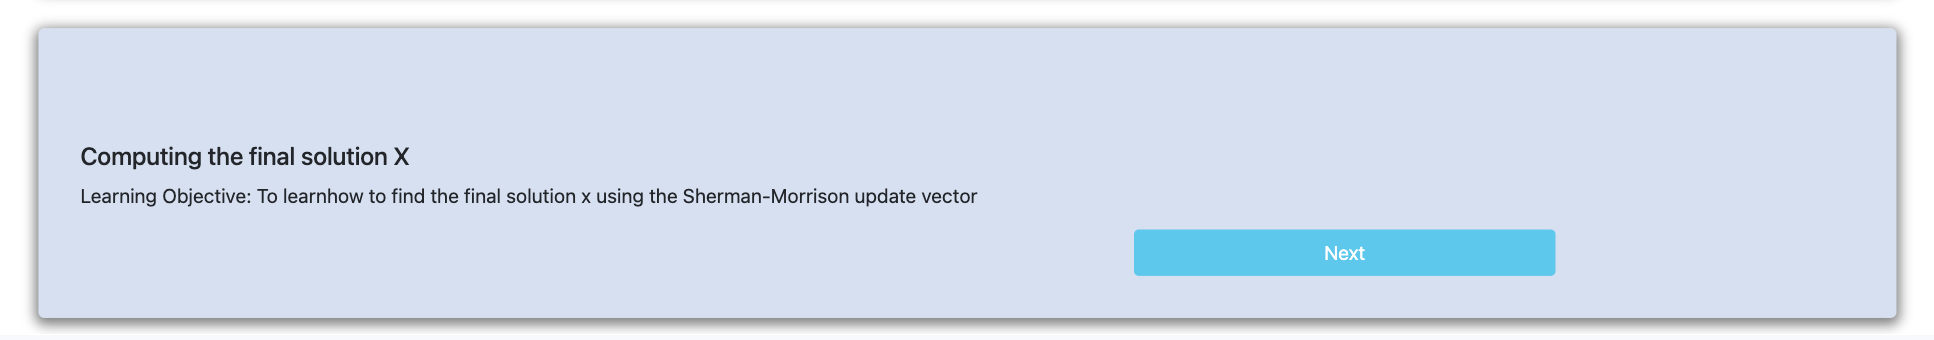 Computing the final solution X
Learning Objective: To learnhow to find the final solution x using the Sherman-Morrison update vector
Next